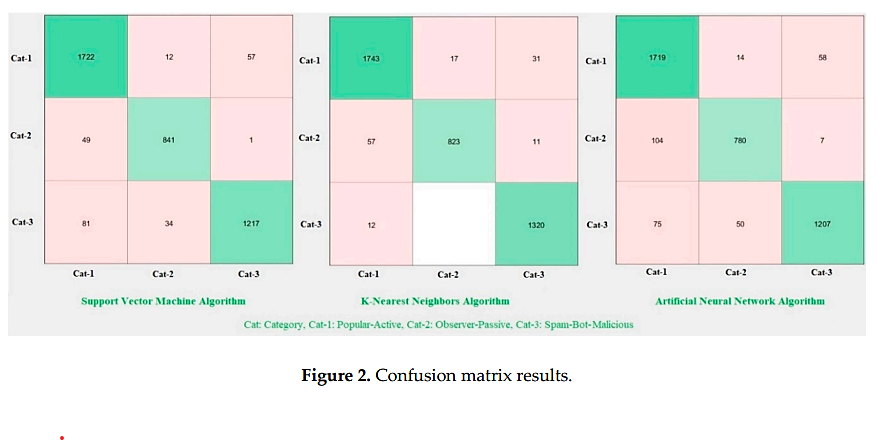 Cat-1 1722 12 57
Cat-2 49 841 1
Cat-3 81 34 1217
Cat-1 Cat-2 Cat-3
Support Vector Machine Algorithm
Cat-1 1743 17 31
Cat-2 57 823 11
Cat-3 12 1320
Cat-1 Cat-2 Cat-3
K-Nearest Neighbors Algorithm
Cat-1 1719 14 58
Cat-2 104 780 7
Cat-3 75 50 1207
Cat-1 Cat-2 Cat-3
Artificial Neural Network Algorithm
Cat: Category, Cat-1: Popular-Active, Cat-2: Observer-Passive, Cat-3: Spam-Bot-Malicious
Figure 2. Confusion matrix results.